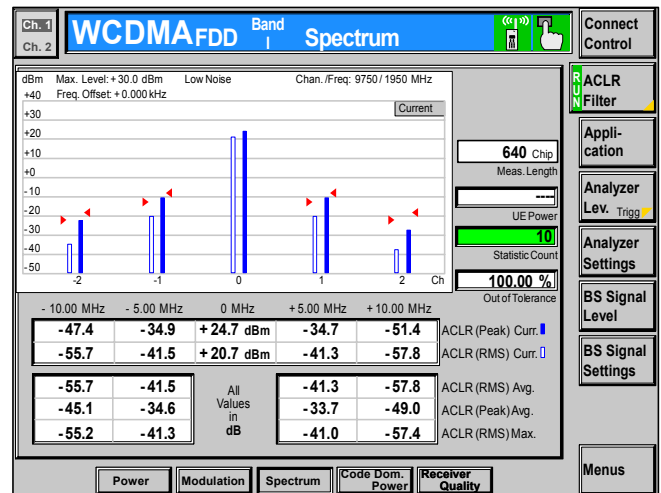 Ch. 1
Ch. 2
WCDMA FDD Band I Spectrum
Connect Control
dBm Max. Level: + 30.0 dBm Low Noise Chan./Freq: 9750 / 1950 MHz
+40 Freq. Offset: + 0.000 kHz
Current
+30
+20
+10
+0
-10
-20
-30
-40
-50
-2 -1 0 1 2 Ch
640 Chip
Meas. Length
----
UE Power
10
Statistic Count
100.00 %
Out of Tolerance
RUN
ACLR Filter
Appli-
cation
Analyzer
Lev. Trigg
Analyzer
Settings
BS Signal
Level
BS Signal
Settings
Menus
- 10.00 MHz - 5.00 MHz 0 MHz + 5.00 MHz + 10.00 MHz
-47.4 -34.9 + 24.7 dBm -34.7 -51.4 ACLR (Peak) Curr.
-55.7 -41.5 + 20.7 dBm -41.3 -57.8 ACLR (RMS) Curr.
-55.7 -41.5 All -41.3 -57.8 ACLR (RMS) Avg.
-45.1 -34.6 Values in -33.7 -49.0 ACLR (Peak) Avg.
-55.2 -41.3 dB -41.0 -57.4 ACLR (RMS) Max.
Power Modulation Spectrum Code Dom. Power Receiver Quality